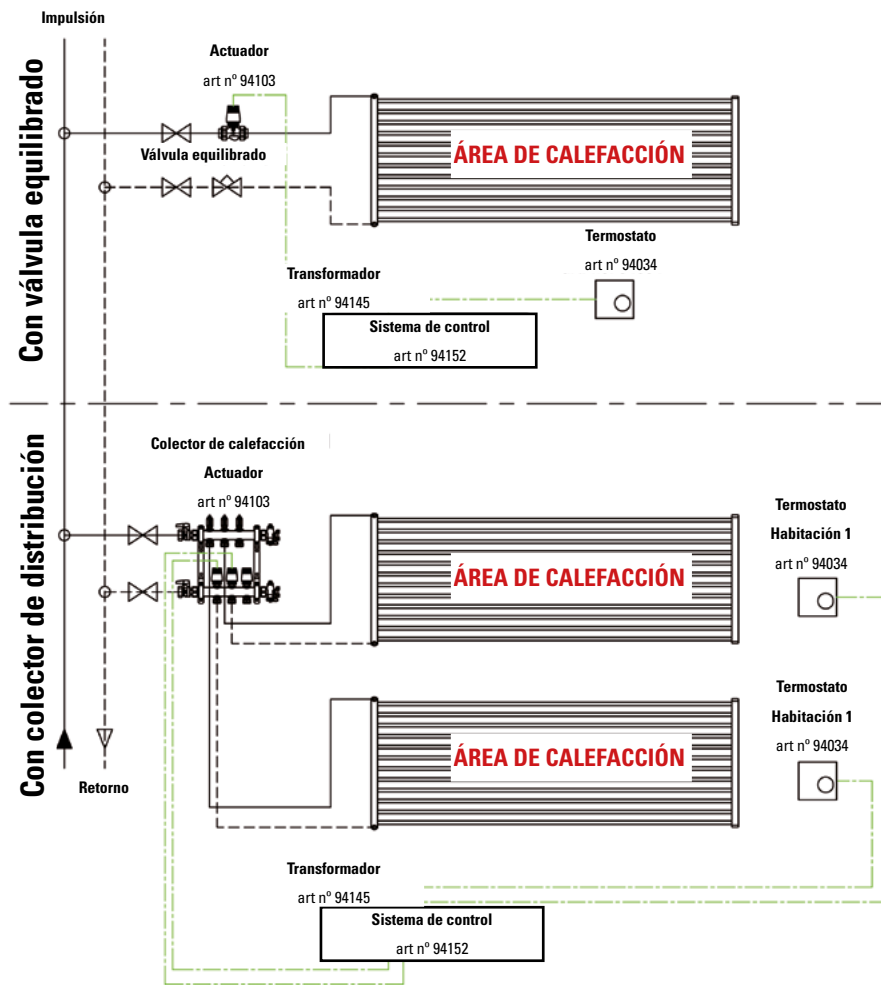 Impulsión
Con válvula equilibrado
Actuador
art nº 94103
Válvula equilibrado
ÁREA DE CALEFACCIÓN
Termostato
art nº 94034
Transformador
art nº 94145
Sistema de control
art nº 94152
Con colector de distribución
Colector de calefacción
Actuador
art nº 94103
ÁREA DE CALEFACCIÓN
Termostato
Habitación 1
art nº 94034
ÁREA DE CALEFACCIÓN
Termostato
Habitación 1
art nº 94034
Retorno
Transformador
art nº 94145
Sistema de control
art nº 94152